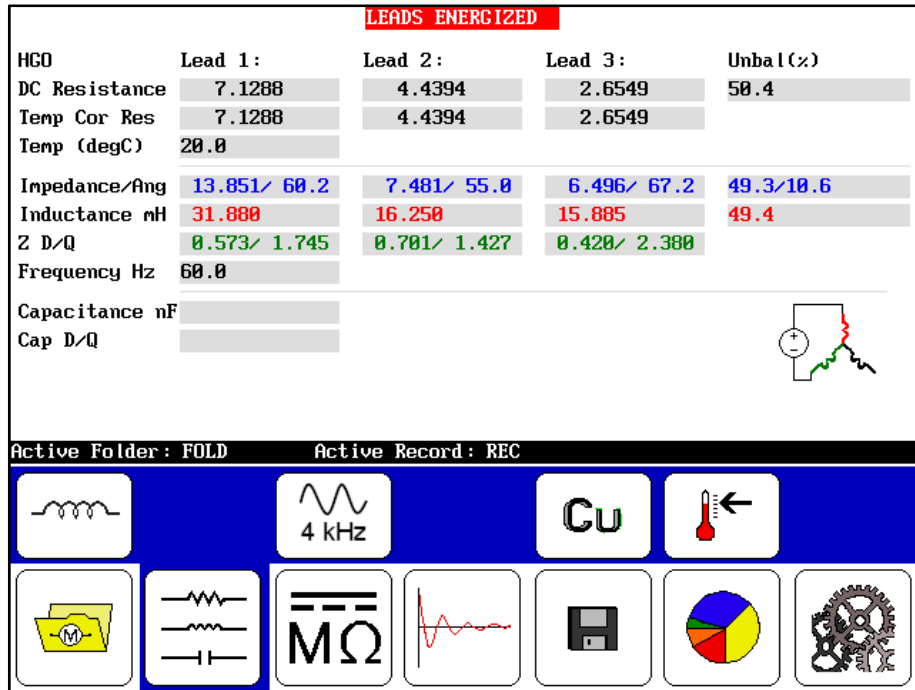 LEADS ENERGIZED
HGO Lead 1: Lead 2: Lead 3: Unbal(%)
DC Resistance 7.1288 4.4394 2.6549 50.4
Temp Cor Res 7.1288 4.4394 2.6549
Temp (degC) 20.0
Impedance/Ang 13.851/ 60.2 7.481/ 55.0 6.496/ 67.2 49.3/10.6
Inductance mH 31.880 16.250 15.885 49.4
Z D/Q 0.573/ 1.745 0.701/ 1.427 0.420/ 2.380
Frequency Hz 60.0
Capacitance nF
Cap D/Q
Active Folder: FOLD Active Record: REC
4 kHz Cu
M MΩ